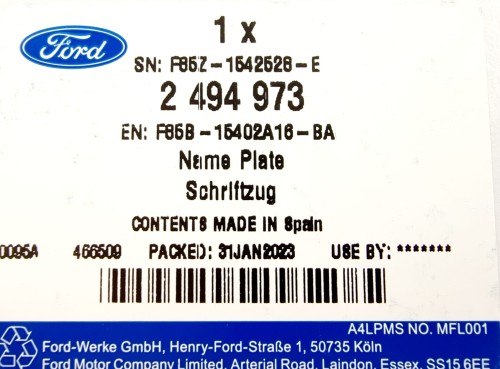 1 x
Ford
SN: F85Z-1542528-E
2 494 973
EN: F85B-15402A16-BA
Name Plate
Schriftzug
CONTENTS MADE IN Spain
0095A 466509 PACKED: 31JAN2023 USE BY: *******
A4LPMS NO. MFL001
Ford-Werke GmbH, Henry-Ford-Straße 1, 50735 Köln
Ford Motor Company Limited, Arterial Road, Laindon, Essex, SS15 6EE